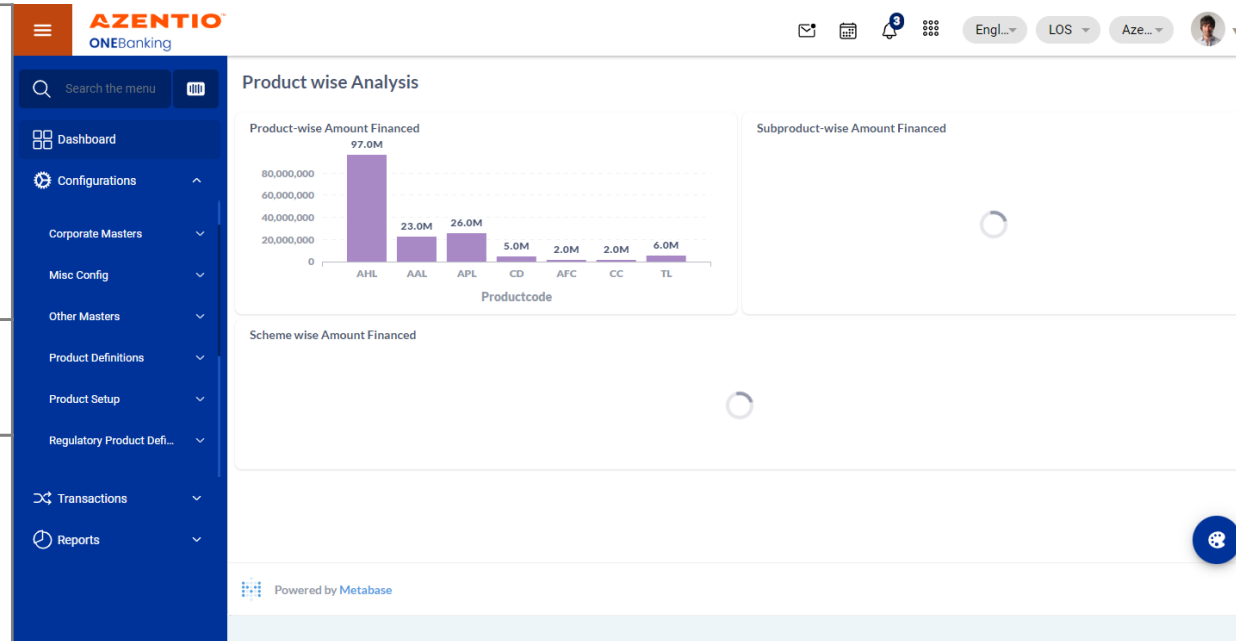 AZENTIO
ONEBanking
3
Engl...
LOS
Aze...
Search the menu
Dashboard
Configurations
Corporate Masters
Misc Config
Other Masters
Product Definitions
Product Setup
Regulatory Product Defi...
Transactions
Reports
Product wise Analysis
Product-wise Amount Financed
97.0M
80,000,000
60,000,000
40,000,000
20,000,000
0
23.0M
26.0M
5.0M
2.0M
2.0M
6.0M
AHL AAL APL CD AFC CC TL
Productcode
Subproduct-wise Amount Financed
Scheme wise Amount Financed
Powered by Metabase